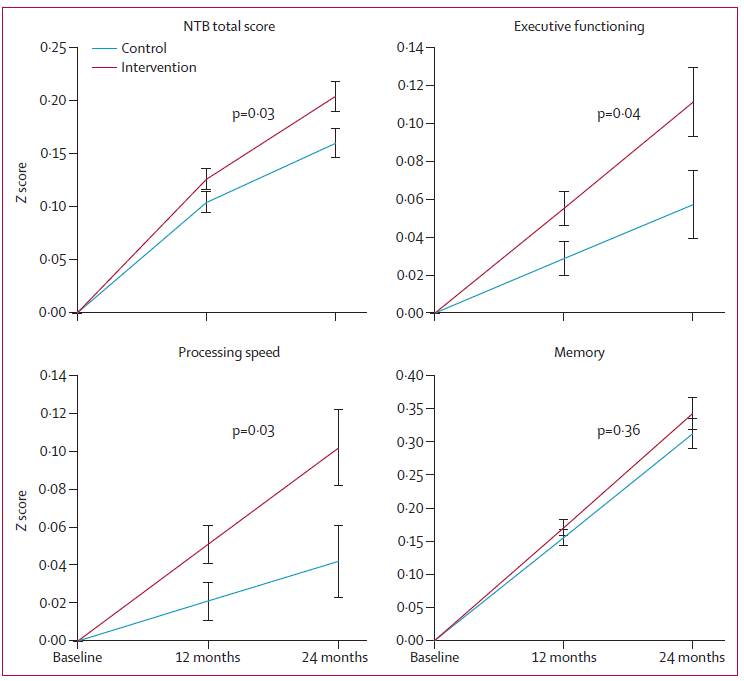 NTB total score
Control
Intervention
p=0·03
Z score
0·25
0·20
0·15
0·10
0·05
0·00
Executive functioning
p=0·04
0·14
0·12
0·10
0·08
0·06
0·04
0·02
0·00
Processing speed
p=0·03
Z score
0·14
0·12
0·10
0·08
0·06
0·04
0·02
0·00
Baseline 12 months 24 months
Memory
p=0·36
0·40
0·35
0·30
0·25
0·20
0·15
0·10
0·05
0·00
Baseline 12 months 24 months